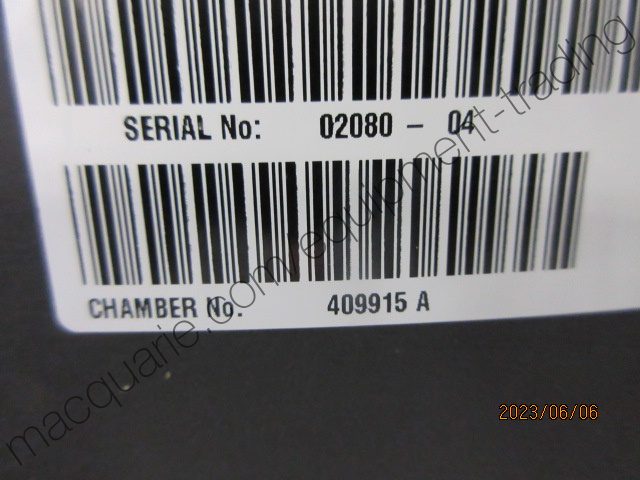 SERIAL No: 02080 - 04
CHAMBER No. 409915 A
macquarie.com/equipment-trading
2023/06/06